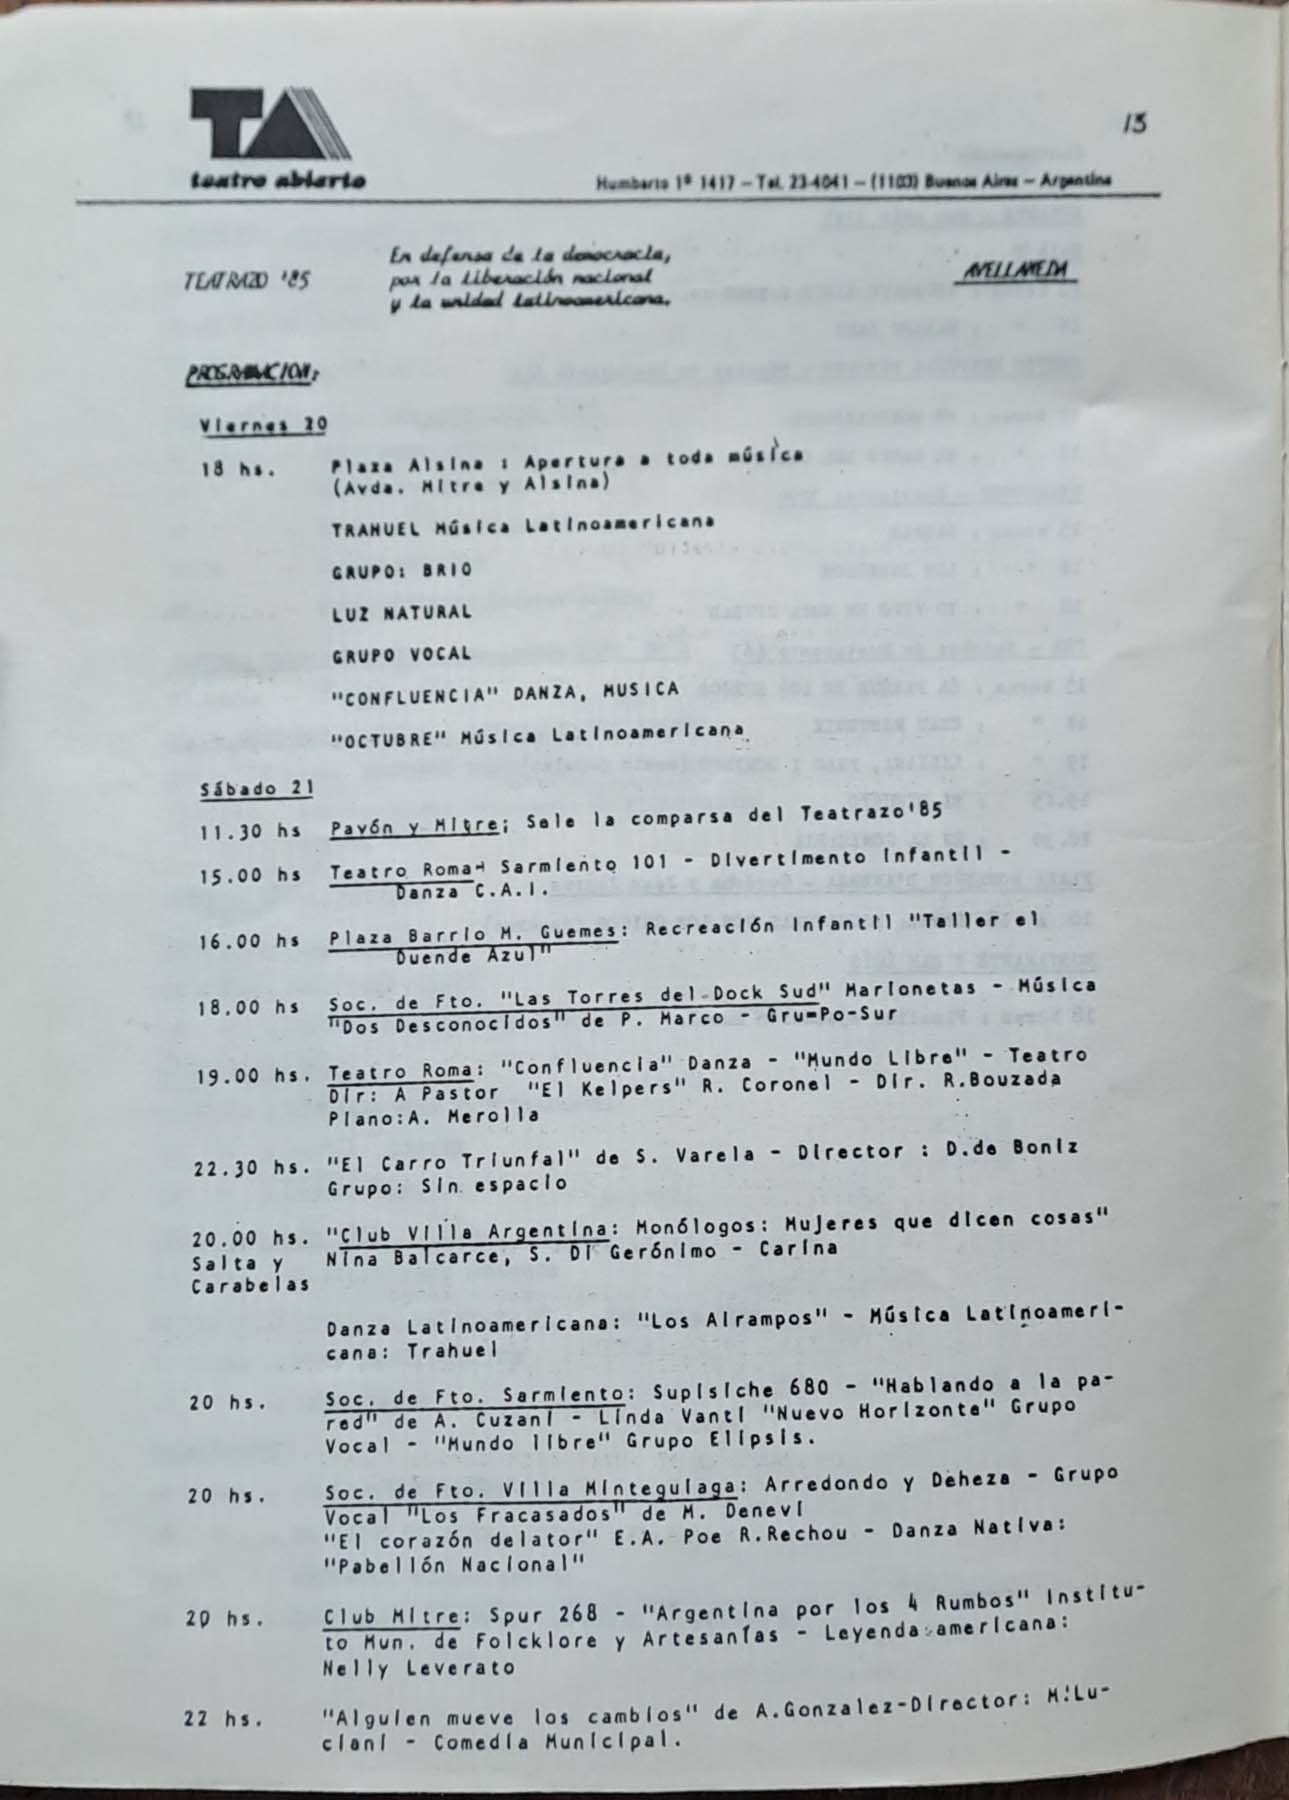 TA
teatro abierto
13
Humberto 1º 1417 – Tel. 23-4041 – (1103) Buenos Aires – Argentina
TEATRAZO '85
En defensa de la democracia,
por la liberación nacional
y la unidad latinoamericana.
AVELLANEDA
PROGRAMACION:
Viernes 20
18 hs. Plaza Alsina : Apertura a toda música
(Avda. Mitre y Alsina)
TRAHUEL Música Latinoamericana
GRUPO: BRIO
LUZ NATURAL
GRUPO VOCAL
"CONFLUENCIA" DANZA, MUSICA
"OCTUBRE" Música Latinoamericana
Sábado 21
11.30 hs Pavón y Mitre; Sale la comparsa del Teatrazo'85
15.00 hs Teatro Roma- Sarmiento 101 - Divertimento infantil -
Danza C.A.I.
16.00 hs Plaza Barrio M. Guemes: Recreación Infantil "Taller el
Duende Azul"
18.00 hs Soc. de Fto. "Las Torres del Dock Sud" Marionetas - Música
"Dos Desconocidos" de P. Marco - Gru-Po-Sur
19.00 hs. Teatro Roma: "Confluencia" Danza - "Mundo Libre" - Teatro
Dir: A Pastor "El Kelpers" R. Coronel - Dir. R.Bouzada
Piano:A. Merolla
22.30 hs. "El Carro Triunfal" de S. Varela - Director : D.de Boniz
Grupo: Sin espacio
20.00 hs. "Club Villa Argentina: Monólogos: Mujeres que dicen cosas"
Salta y Nina Balcarce, S. Di Gerónimo - Carina
Carabelas
Danza Latinoamericana: "Los Airampos" - Música Latinoameri-
cana: Trahuel
20 hs. Soc. de Fto. Sarmiento: Supisiche 680 - "Hablando a la pa-
red" de A. Cuzani - Linda Vanti "Nuevo Horizonte" Grupo
Vocal - "Mundo libre" Grupo Elipsis.
20 hs. Soc. de Fto. Villa Mintegulaga: Arredondo y Deheza - Grupo
Vocal "Los Fracasados" de M. Denevi
"El corazón delator" E.A. Poe R.Rechou - Danza Nativa:
"Pabellón Nacional"
20 hs. Club Mitre: Spur 268 - "Argentina por los 4 Rumbos" Institu-
to Mun. de Folcklore y Artesanías - Leyenda americana:
Nelly Leverato
22 hs. "Alguien mueve los cambios" de A.Gonzalez-Director: M.Lu-
ciani - Comedia Municipal.